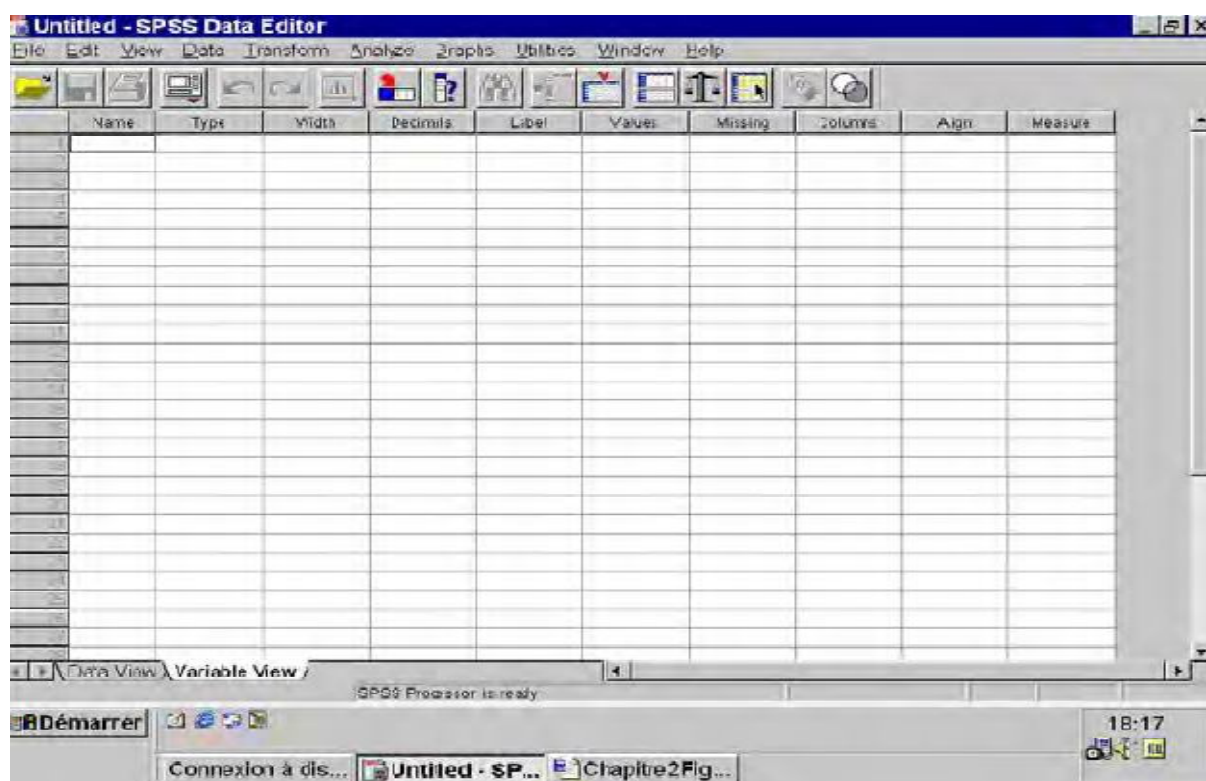 Untitled - SPSS Data Editor
File Edit View Data Transform Analyze Graphs Utilities Window Help
Name Type Width Decimals Label Values Missing Columns Align Measure
1
Data View Variable View
SPSS Processor is ready
Démarrer 18:17
Connexion à dis... Untitled - SP... Chapitre2Fig...